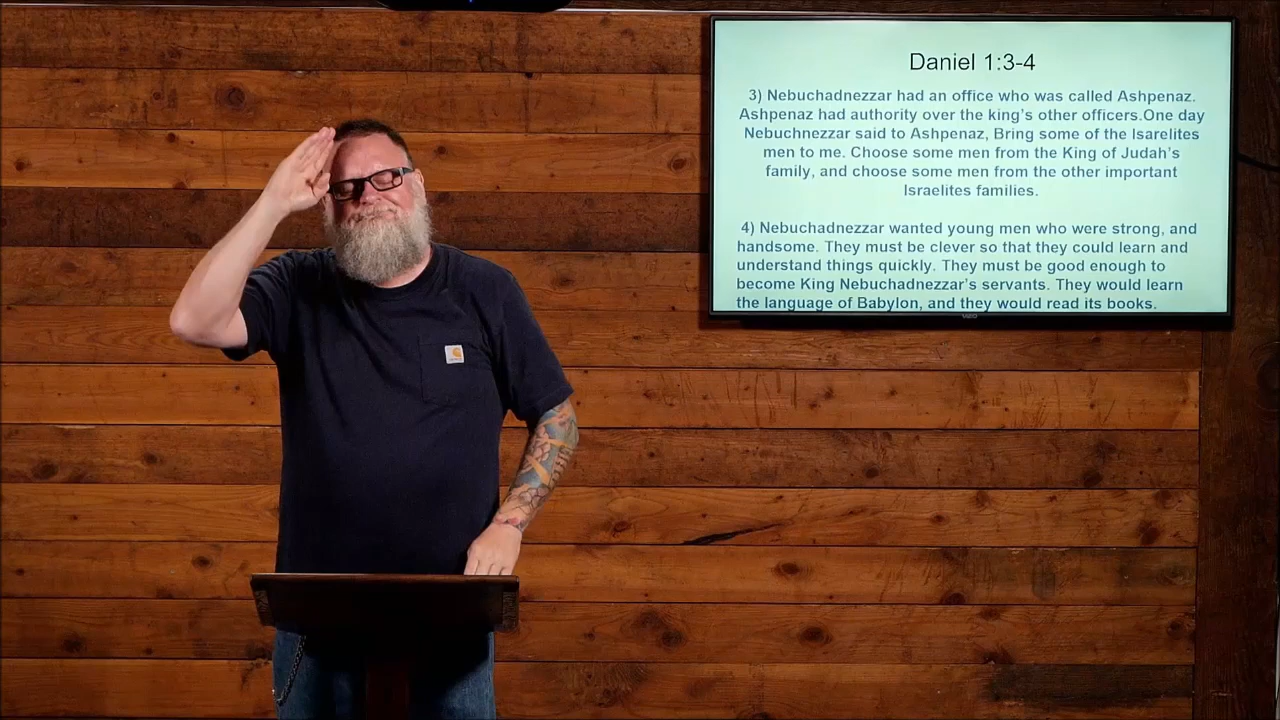 Daniel 1:3-4
3) Nebuchadnezzar had an office who was called Ashpenaz.
Ashpenaz had authority over the king's other officers.One day
Nebuchnezzar said to Ashpenaz, Bring some of the Isarelites
men to me. Choose some men from the King of Judah's
family, and choose some men from the other important
Israelites families.
4) Nebuchadnezzar wanted young men who were strong, and
handsome. They must be clever so that they could learn and
understand things quickly. They must be good enough to
become King Nebuchadnezzar's servants. They would learn
the language of Babylon, and they would read its books.
VIZIO